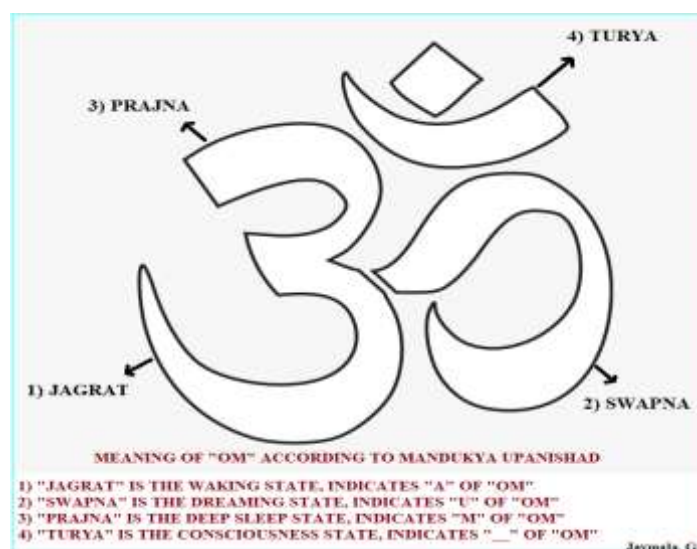 4) TURYA
3) PRAJNA
1) JAGRAT
2) SWAPNA
MEANING OF "OM" ACCORDING TO MANDUKYA UPANISHAD
1) "JAGRAT" IS THE WAKING STATE, INDICATES "A" OF "OM"
2) "SWAPNA" IS THE DREAMING STATE, INDICATES "U" OF "OM"
3) "PRAJNA" IS THE DEEP SLEEP STATE, INDICATES "M" OF "OM"
4) "TURYA" IS THE CONSCIOUSNESS STATE, INDICATES "__" OF "OM"